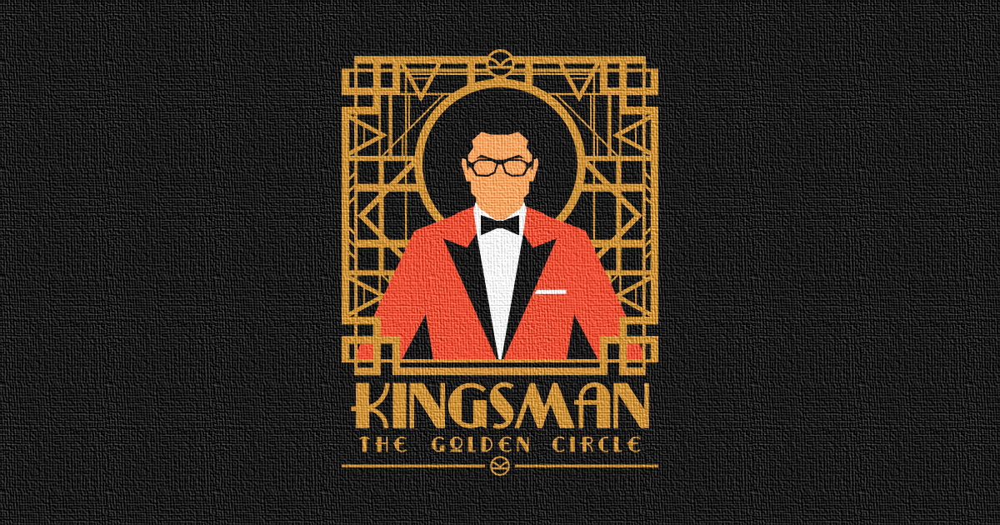 KINGSMAN
THE GOLDEN CIRCLE